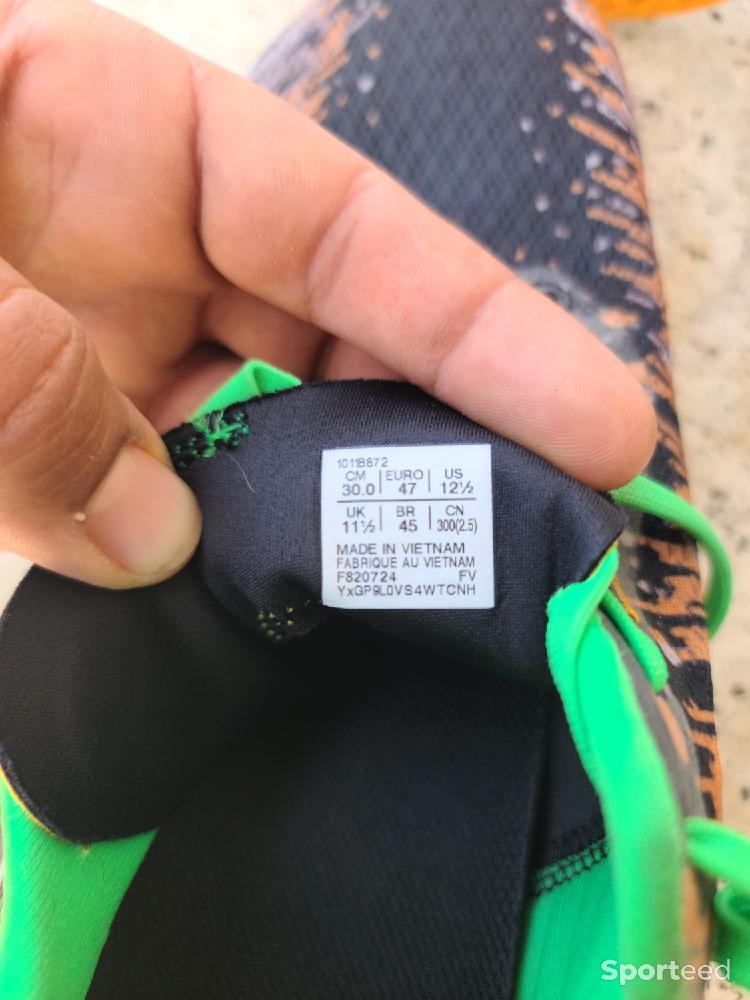 1011B872
CM EURO US
30.0 47 12½
UK BR CN
11½ 45 300(2.5)
MADE IN VIETNAM
FABRIQUE AU VIETNAM
F820724 FV
YxGP9L0VS4WTCNH
Sporteed